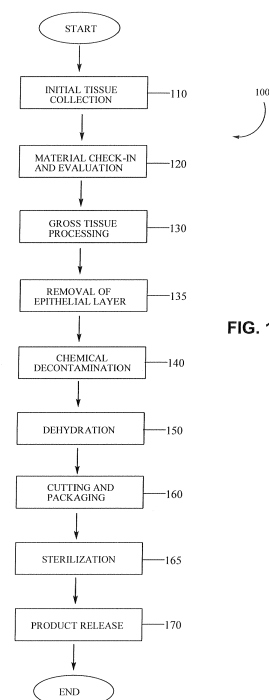 START
INITIAL TISSUE
COLLECTION
110
100
MATERIAL CHECK-IN
AND EVALUATION
120
GROSS TISSUE
PROCESSING
130
REMOVAL OF
EPITHELIAL LAYER
135
FIG. 1
CHEMICAL
DECONTAMINATION
140
DEHYDRATION
150
CUTTING AND
PACKAGING
160
STERILIZATION
165
PRODUCT RELEASE
170
END